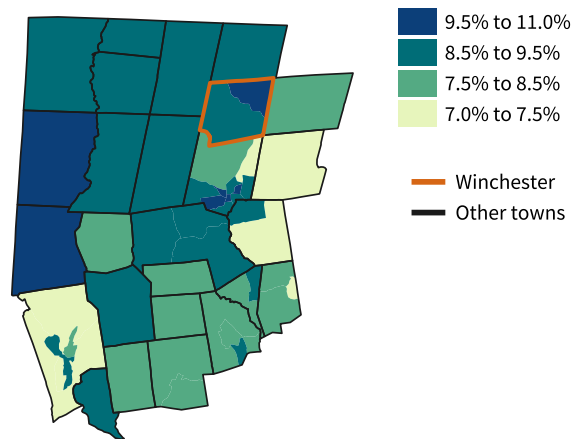 9.5% to 11.0%
8.5% to 9.5%
7.5% to 8.5%
7.0% to 7.5%
Winchester
Other towns